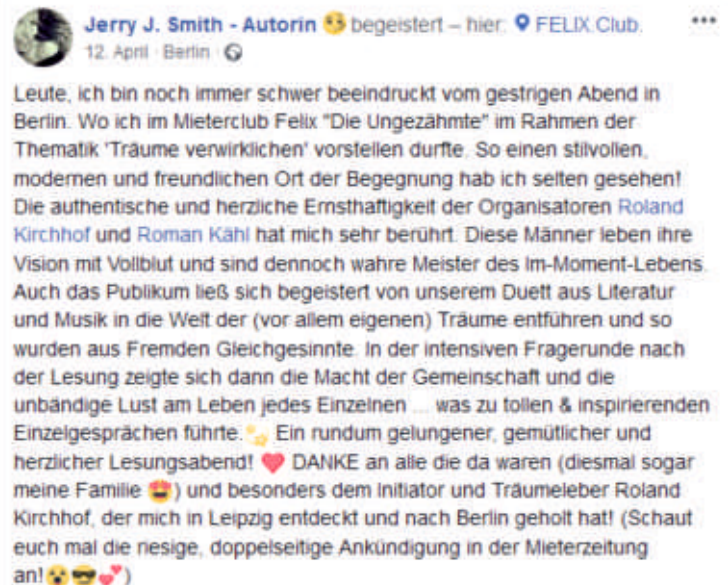 Jerry J. Smith - Autorin 😍 begeistert – hier: FELIX.Club.
12. April · Berlin ·
Leute, ich bin noch immer schwer beeindruckt vom gestrigen Abend in
Berlin. Wo ich im Mieterclub Felix "Die Ungezähmte" im Rahmen der
Thematik 'Träume verwirklichen' vorstellen durfte. So einen stilvollen,
modernen und freundlichen Ort der Begegnung hab ich selten gesehen!
Die authentische und herzliche Ernsthaftigkeit der Organisatoren Roland
Kirchhof und Roman Kähl hat mich sehr berührt. Diese Männer leben ihre
Vision mit Vollblut und sind dennoch wahre Meister des Im-Moment-Lebens.
Auch das Publikum ließ sich begeistert von unserem Duett aus Literatur
und Musik in die Welt der (vor allem eigenen) Träume entführen und so
wurden aus Fremden Gleichgesinnte. In der intensiven Fragerunde nach
der Lesung zeigte sich dann die Macht der Gemeinschaft und die
unbändige Lust am Leben jedes Einzelnen ... was zu tollen & inspirierenden
Einzelgesprächen führte.💫 Ein rundum gelungener, gemütlicher und
herzlicher Lesungsabend! ❤️ DANKE an alle die da waren (diesmal sogar
meine Familie 😍) und besonders dem Initiator und Träumeleber Roland
Kirchhof, der mich in Leipzig entdeckt und nach Berlin geholt hat! (Schaut
euch mal die riesige, doppelseitige Ankündigung in der Mieterzeitung
an!😮😎💕)